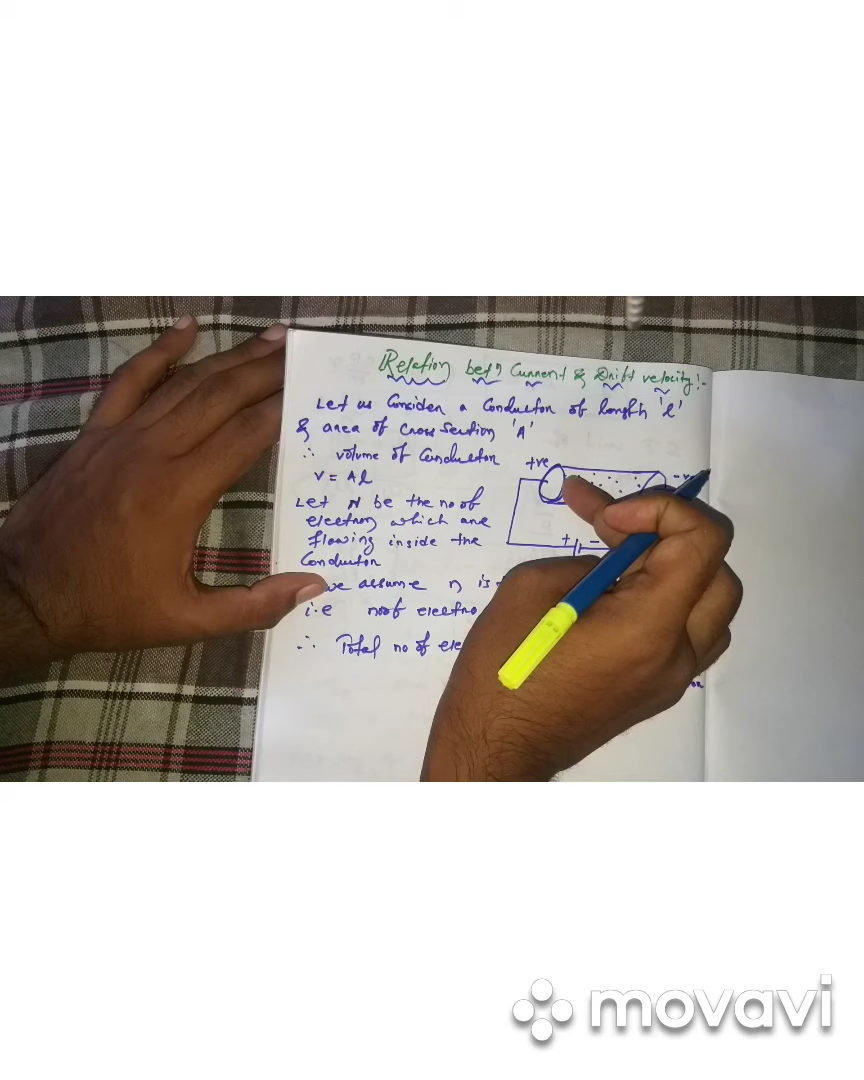 Relation betn Current & Drift velocity :-
Let us Consider a Conductor of length 'l'
& area of cross section 'A'
∴ volume of Conductor
V = Al
+ve
-v
Let N be the no of
electrons which are
flowing inside the
Conductor
+ -
we assume n is
i.e no of electro
∴ Total no of ele
movavi